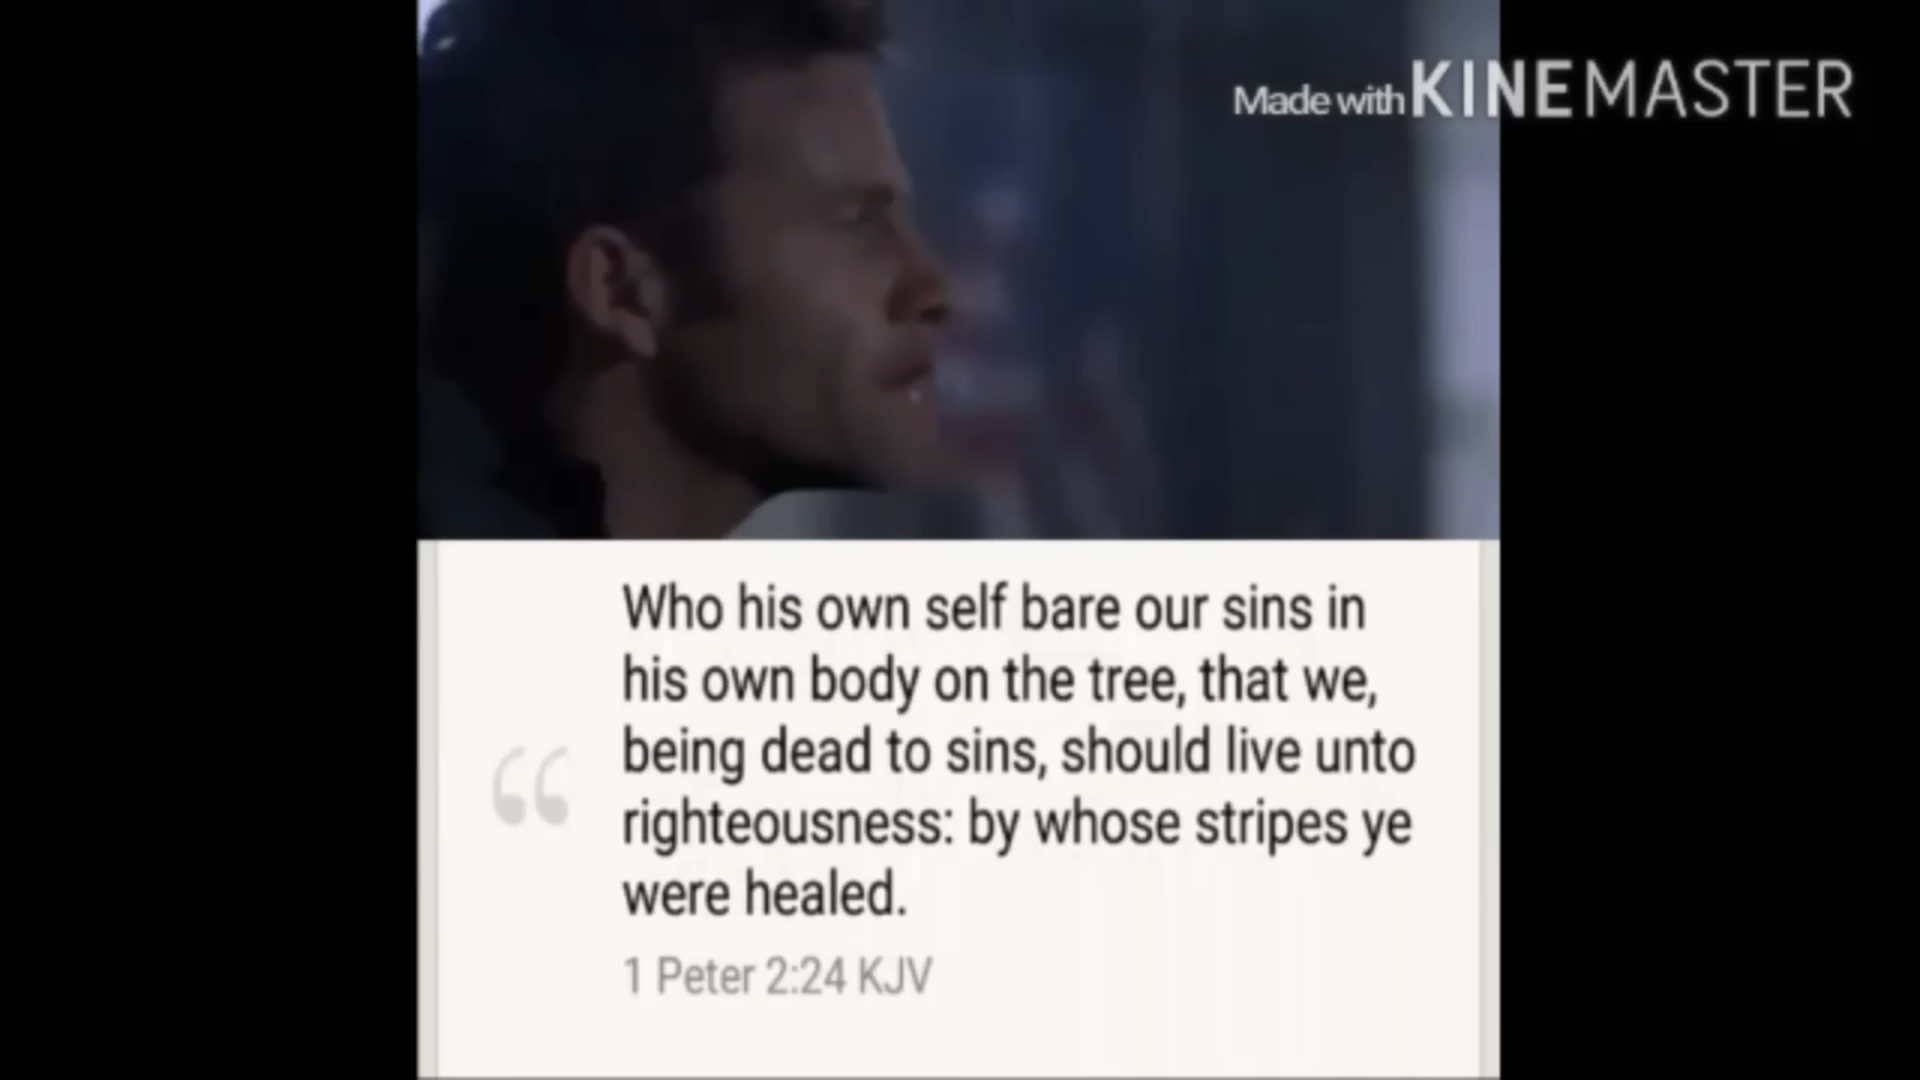 Made with KINEMASTER
Who his own self bare our sins in
his own body on the tree, that we,
being dead to sins, should live unto
righteousness: by whose stripes ye
were healed.
1 Peter 2:24 KJV